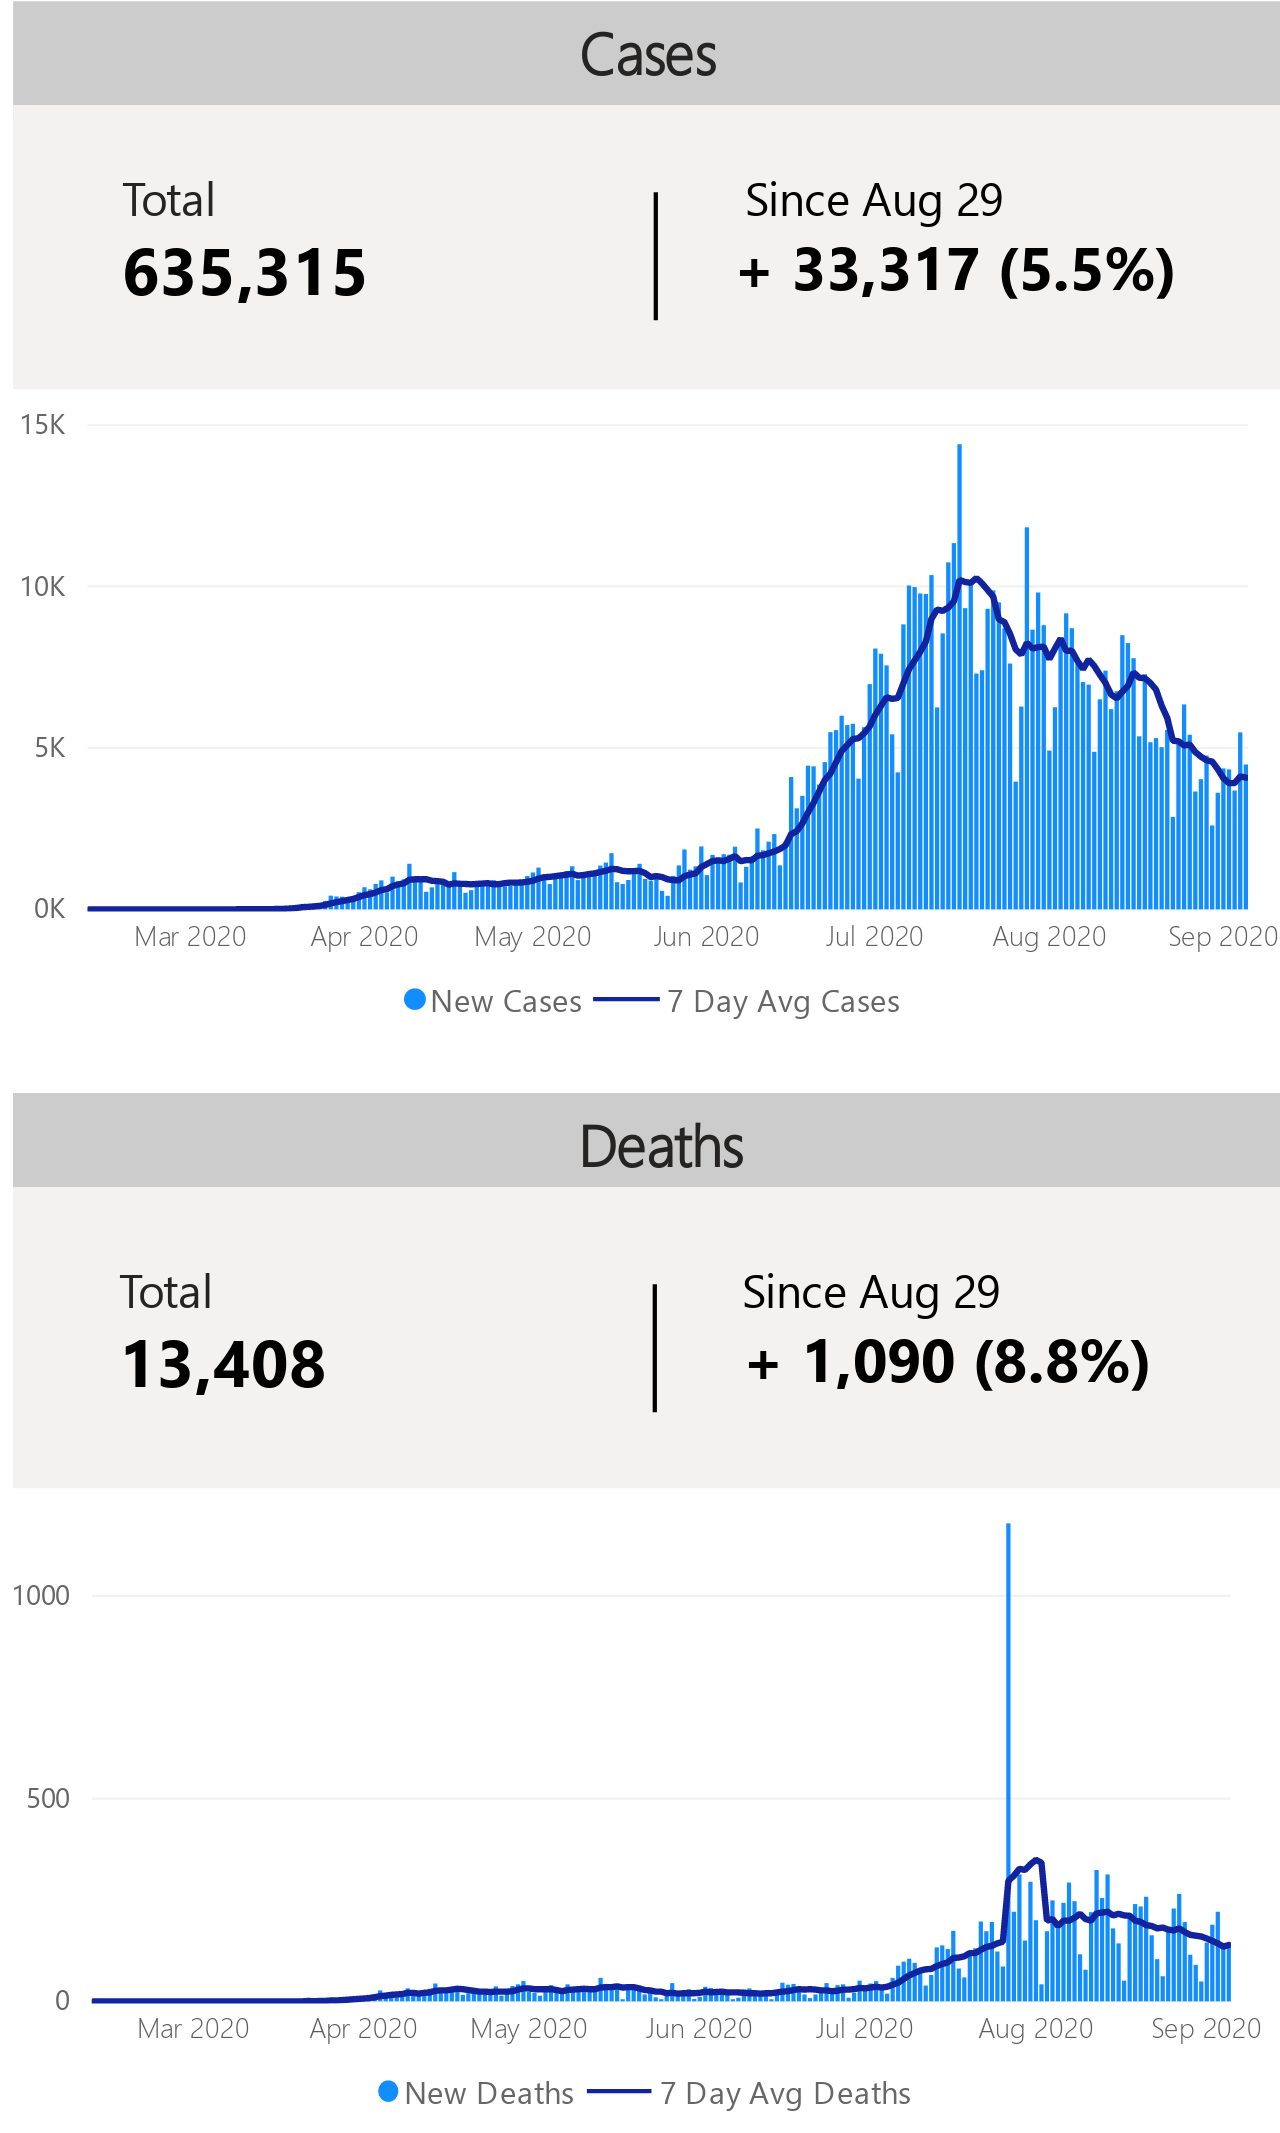 Cases
Total
Since Aug 29
635,315
+ 33,317 (5.5%)
15K
10K
5K
0K
Mar 2020 Apr 2020 May 2020 Jun 2020 Jul 2020 Aug 2020 Sep 2020
New Cases 7 Day Avg Cases
Deaths
Total
Since Aug 29
13,408
+ 1,090 (8.8%)
1000
500
0
Mar 2020 Apr 2020 May 2020 Jun 2020 Jul 2020 Aug 2020 Sep 2020
New Deaths 7 Day Avg Deaths